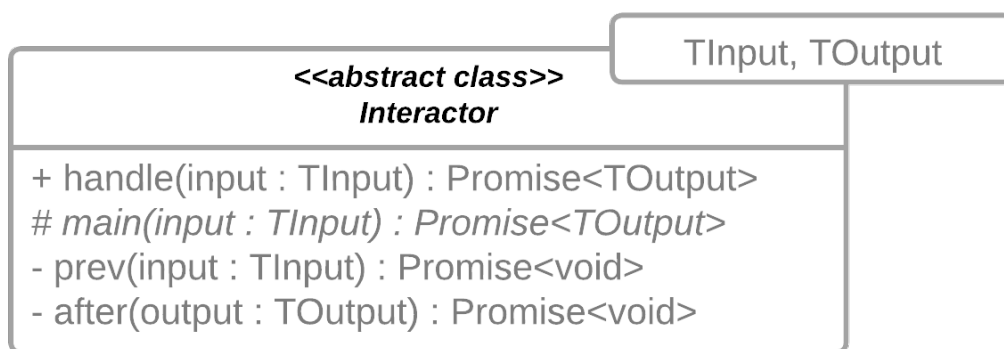 TInput, TOutput
<<abstract class>>
Interactor
+ handle(input : TInput) : Promise<TOutput>
# main(input : TInput) : Promise<TOutput>
- prev(input : TInput) : Promise<void>
- after(output : TOutput) : Promise<void>